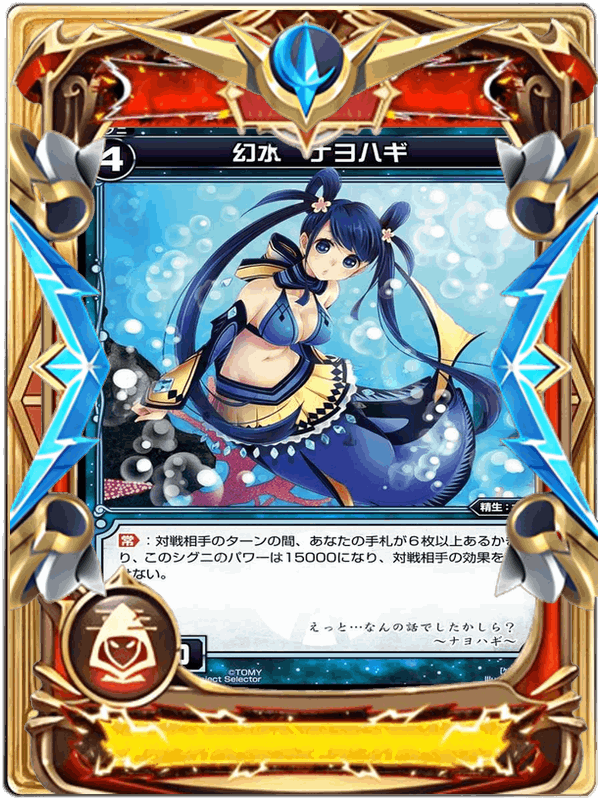 4
幻水 ナヨハギ
精生:
常:対戦相手のターンの間、あなたの手札が6枚以上あるか
り、このシグニのパワーは15000になり、対戦相手の効果を
ない。
えっと…なんの話でしたかしら?
~ナヨハギ~
0
©TOMY
ject Selector
Illu